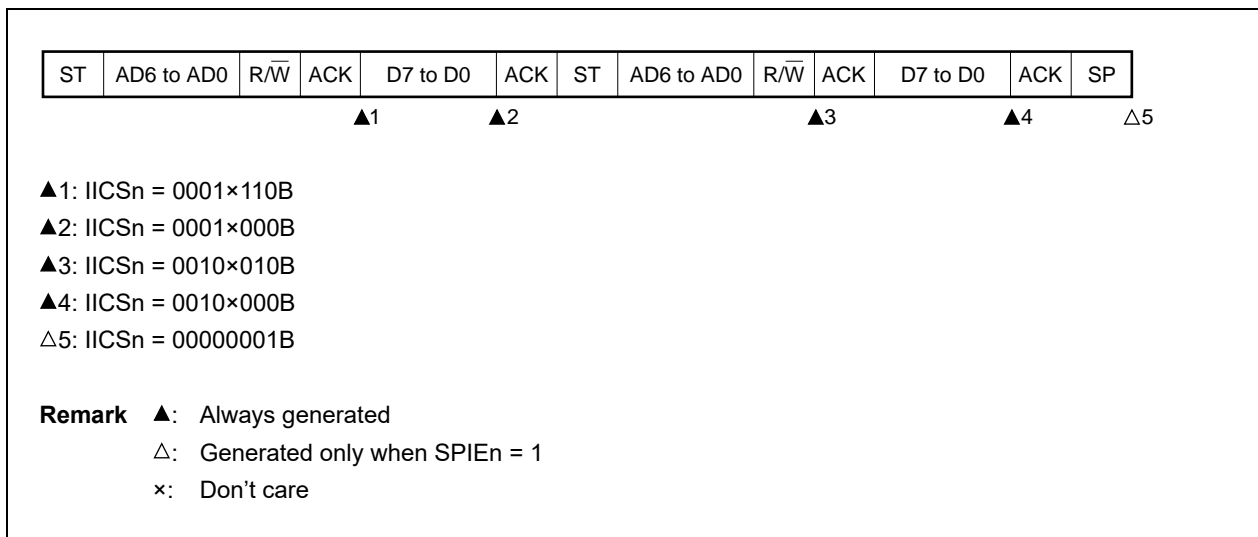 ST AD6 to AD0 R/W̅ ACK D7 to D0 ACK ST AD6 to AD0 R/W̅ ACK D7 to D0 ACK SP
▲1 ▲2 ▲3 ▲4 △5
▲1: IICSn = 0001×110B
▲2: IICSn = 0001×000B
▲3: IICSn = 0010×010B
▲4: IICSn = 0010×000B
△5: IICSn = 00000001B
Remark ▲: Always generated
△: Generated only when SPIEn = 1
×: Don't care